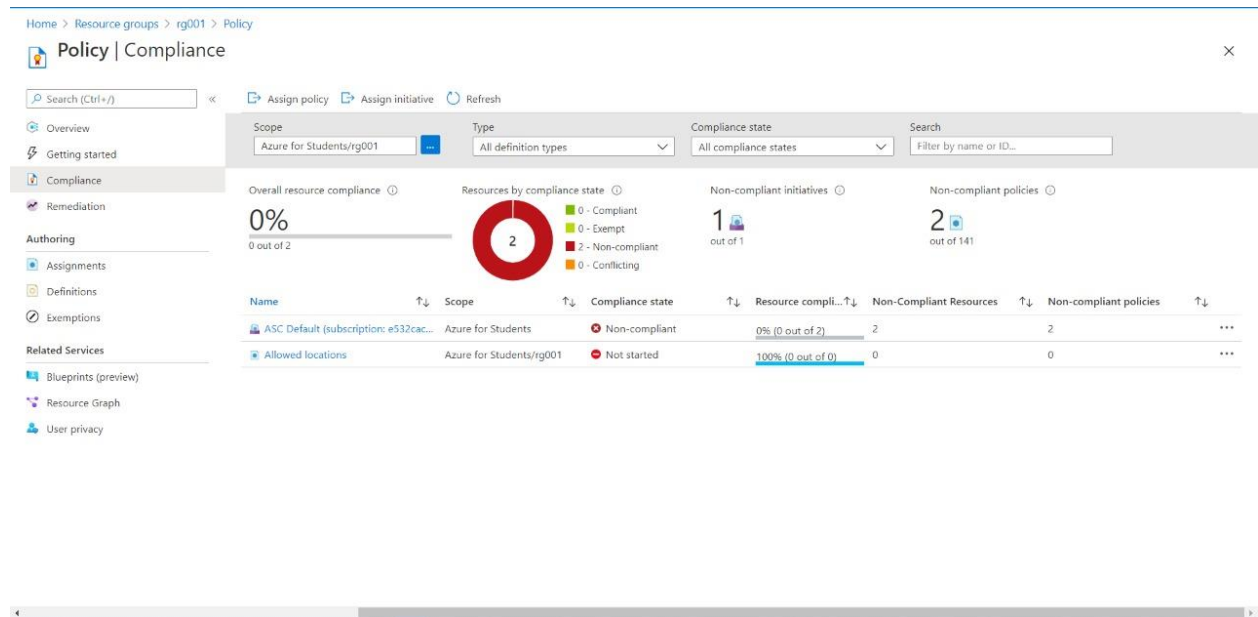 Home > Resource groups > rg001 > Policy
Policy | Compliance
Search (Ctrl+/)
«
Overview
Getting started
Compliance
Remediation
Authoring
Assignments
Definitions
Exemptions
Related Services
Blueprints (preview)
Resource Graph
User privacy
Assign policy Assign initiative Refresh
Scope Type Compliance state Search
Azure for Students/rg001 ... All definition types All compliance states Filter by name or ID...
Overall resource compliance Resources by compliance state Non-compliant initiatives Non-compliant policies
0%
0 out of 2
2
0 - Compliant
0 - Exempt
2 - Non-compliant
0 - Conflicting
1
out of 1
2
out of 141
Name Scope Compliance state Resource compli... Non-Compliant Resources Non-compliant policies
ASC Default (subscription: e532cac... Azure for Students Non-compliant 0% (0 out of 2) 2 2 ...
Allowed locations Azure for Students/rg001 Not started 100% (0 out of 0) 0 0 ...